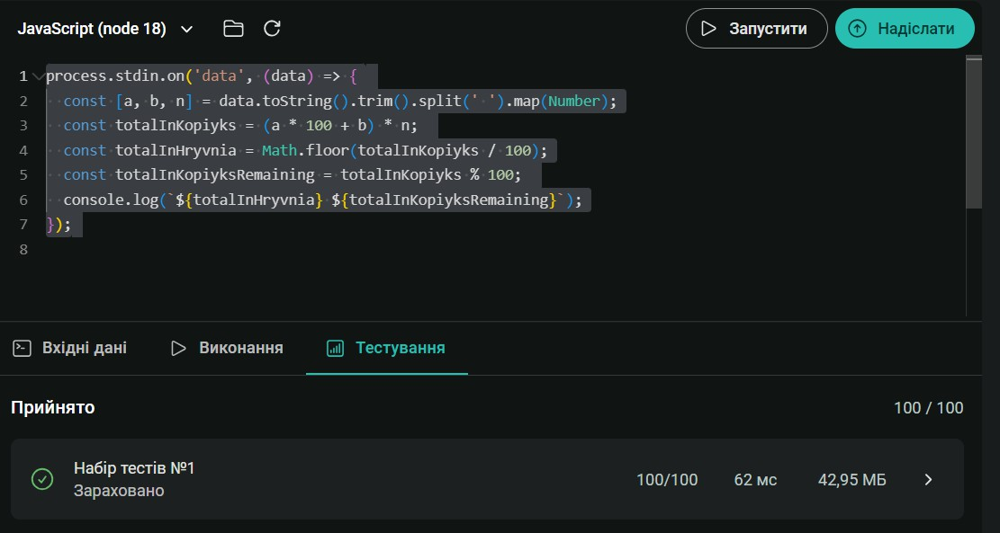 JavaScript (node 18)
Запустити
Надіслати
1 process.stdin.on('data', (data) => {
2   const [a, b, n] = data.toString().trim().split(' ').map(Number);
3   const totalInKopiyks = (a * 100 + b) * n;
4   const totalInHryvnia = Math.floor(totalInKopiyks / 100);
5   const totalInKopiyksRemaining = totalInKopiyks % 100;
6   console.log(`${totalInHryvnia} ${totalInKopiyksRemaining}`);
7 });
8
Вхідні дані
Виконання
Тестування
Прийнято
100 / 100
Набір тестів №1
Зараховано
100/100
62 мс
42,95 МБ